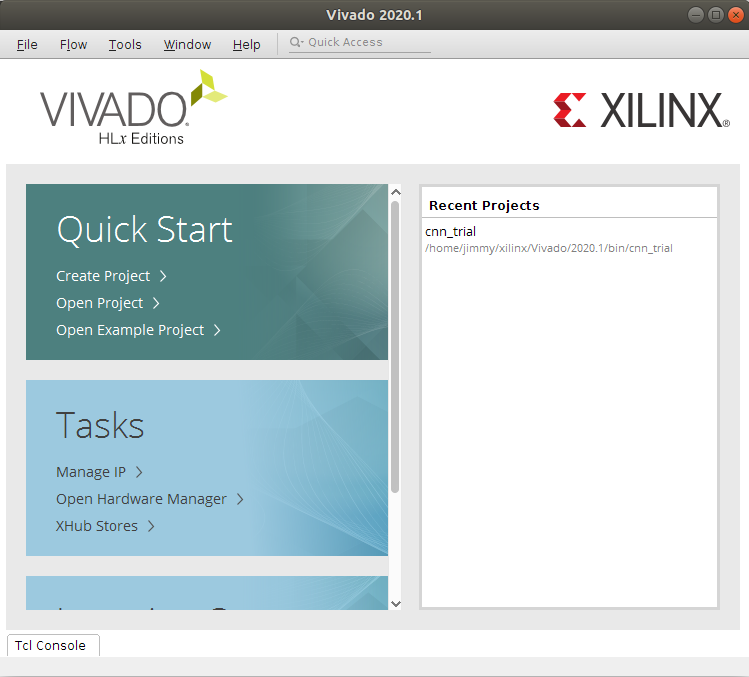 Vivado 2020.1
File Flow Tools Window Help Quick Access
VIVADO
HLx Editions
XILINX®
Quick Start
Create Project
Open Project
Open Example Project
Tasks
Manage IP
Open Hardware Manager
XHub Stores
Recent Projects
cnn_trial
/home/jimmy/xilinx/Vivado/2020.1/bin/cnn_trial
Tcl Console